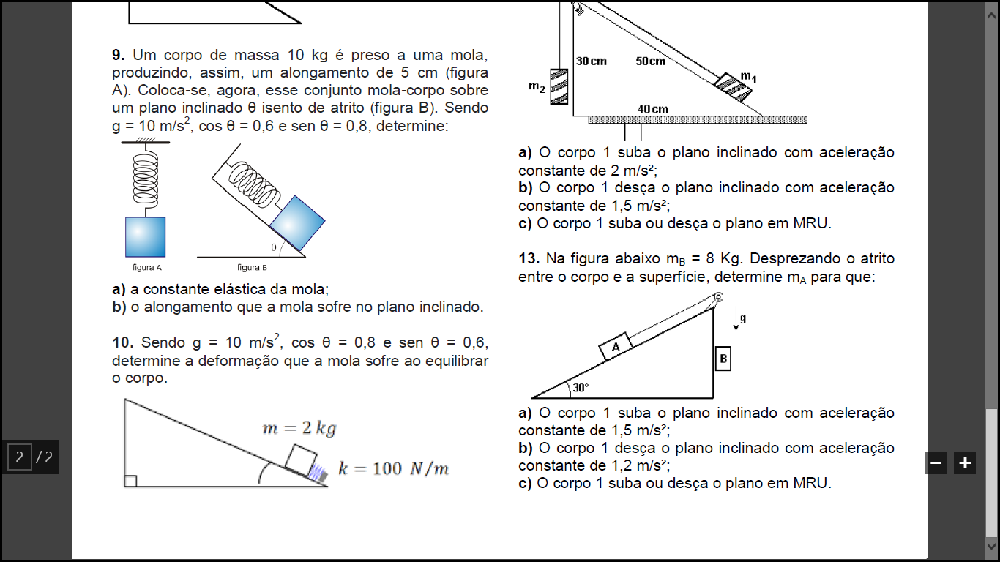 9. Um corpo de massa 10 kg é preso a uma mola,
produzindo, assim, um alongamento de 5 cm (figura
A). Coloca-se, agora, esse conjunto mola-corpo sobre
um plano inclinado θ isento de atrito (figura B). Sendo
g = 10 m/s², cos θ = 0,6 e sen θ = 0,8, determine:
θ
figura A
figura B
a) a constante elástica da mola;
b) o alongamento que a mola sofre no plano inclinado.
10. Sendo g = 10 m/s², cos θ = 0,8 e sen θ = 0,6,
determine a deformação que a mola sofre ao equilibrar
o corpo.
m = 2 kg
k = 100 N/m
30 cm
50 cm
m₁
m₂
40 cm
a) O corpo 1 suba o plano inclinado com aceleração
constante de 2 m/s²;
b) O corpo 1 desça o plano inclinado com aceleração
constante de 1,5 m/s²;
c) O corpo 1 suba ou desça o plano em MRU.
13. Na figura abaixo mB = 8 Kg. Desprezando o atrito
entre o corpo e a superfície, determine mA para que:
g
A
B
30°
a) O corpo 1 suba o plano inclinado com aceleração
constante de 1,5 m/s²;
b) O corpo 1 desça o plano inclinado com aceleração
constante de 1,2 m/s²;
c) O corpo 1 suba ou desça o plano em MRU.
2 / 2